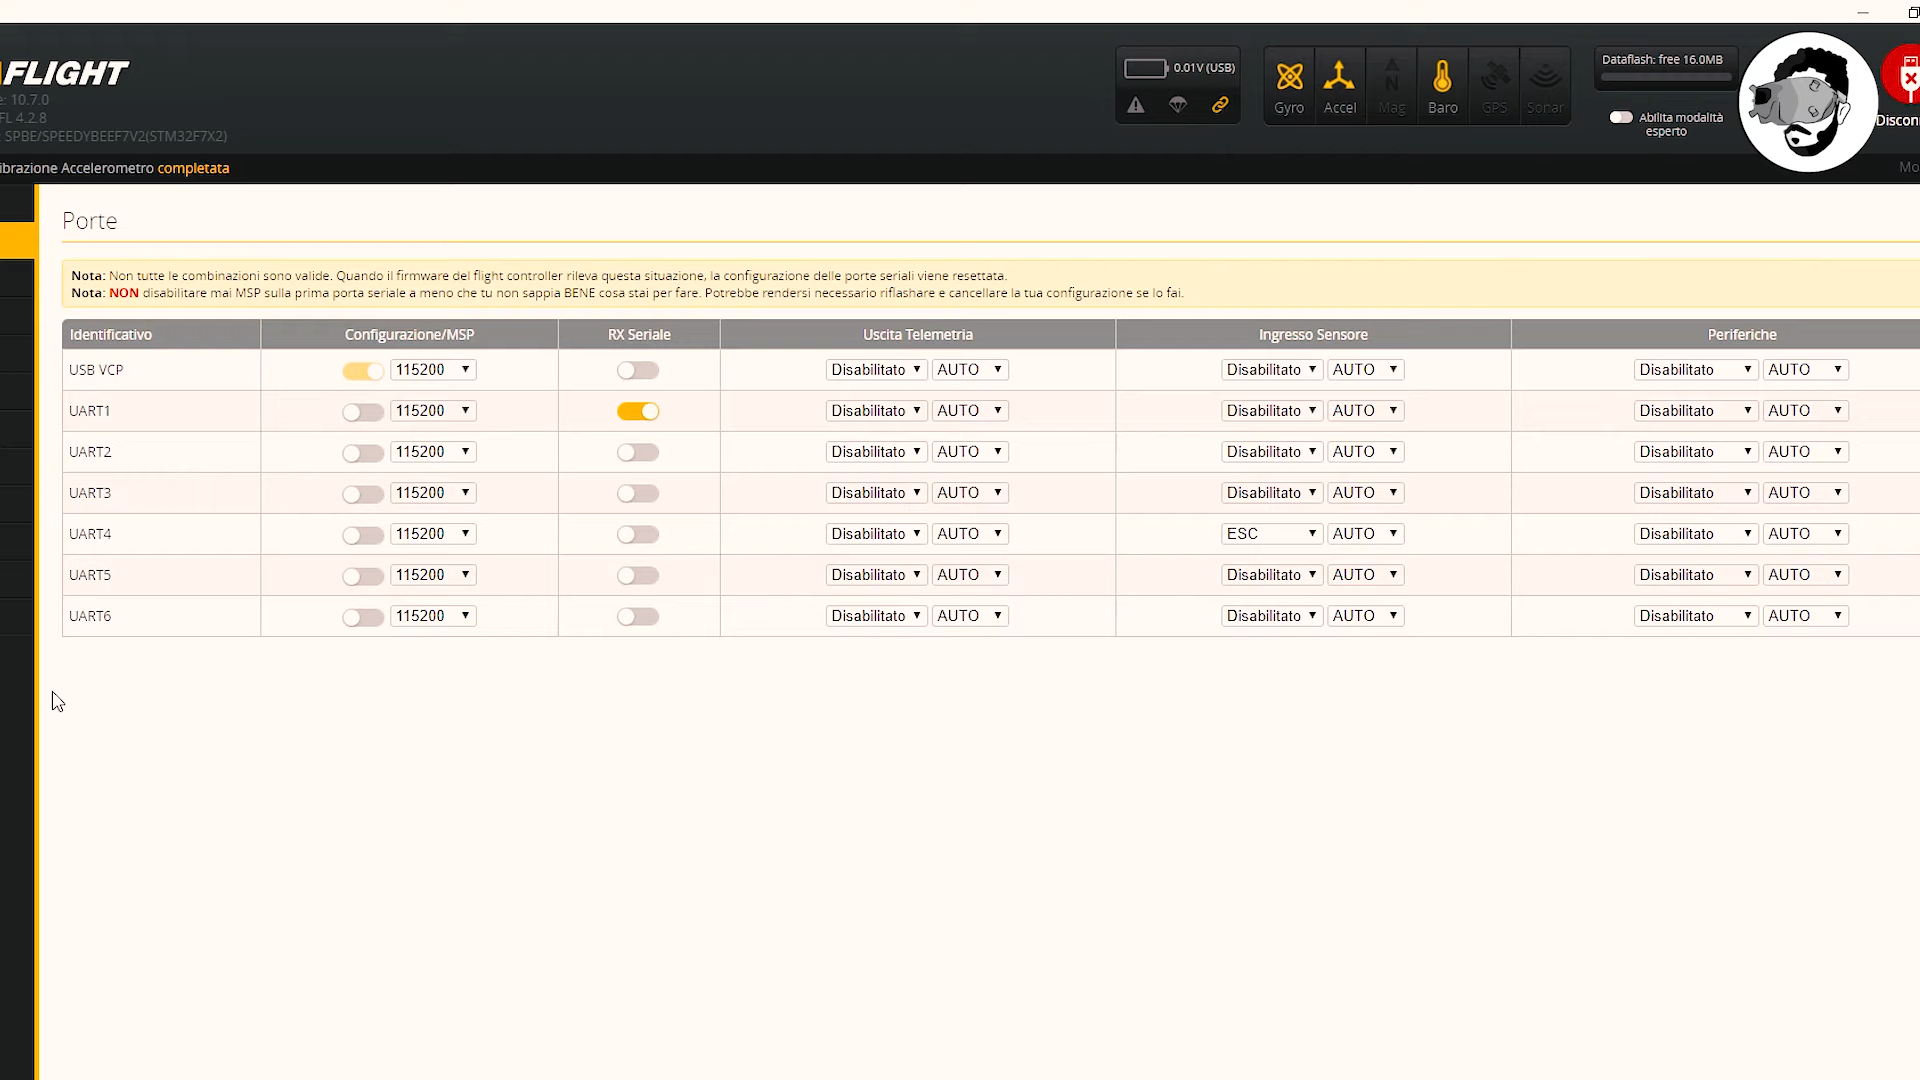 FLIGHT
0.01V (USB)
Dataflash: free 16.0MB
e: 10.7.0
FL 4.2.8
: SPBE/SPEEDYBEEF7V2(STM32F7X2)
Gyro Accel Mag Baro GPS Sonar
Abilita modalità
esperto
Discon
ibrazione Accelerometro completata
Mo
Porte
Nota: Non tutte le combinazioni sono valide. Quando il firmware del flight controller rileva questa situazione, la configurazione delle porte seriali viene resettata.
Nota: NON disabilitare mai MSP sulla prima porta seriale a meno che tu non sappia BENE cosa stai per fare. Potrebbe rendersi necessario riflashare e cancellare la tua configurazione se lo fai.
Identificativo Configurazione/MSP RX Seriale Uscita Telemetria Ingresso Sensore Periferiche
USB VCP 115200 Disabilitato AUTO Disabilitato AUTO Disabilitato AUTO
UART1 115200 Disabilitato AUTO Disabilitato AUTO Disabilitato AUTO
UART2 115200 Disabilitato AUTO Disabilitato AUTO Disabilitato AUTO
UART3 115200 Disabilitato AUTO Disabilitato AUTO Disabilitato AUTO
UART4 115200 Disabilitato AUTO ESC AUTO Disabilitato AUTO
UART5 115200 Disabilitato AUTO Disabilitato AUTO Disabilitato AUTO
UART6 115200 Disabilitato AUTO Disabilitato AUTO Disabilitato AUTO